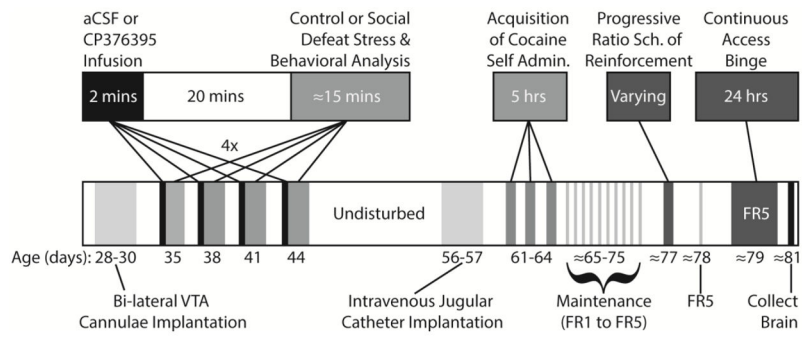 aCSF or
CP376395
Infusion
Control or Social
Defeat Stress &
Behavioral Analysis
Acquisition
of Cocaine
Self Admin.
Progressive
Ratio Sch. of
Reinforcement
Continuous
Access
Binge
2 mins
20 mins
≈15 mins
5 hrs
Varying
24 hrs
4x
Undisturbed
FR5
Age (days): 28-30 35 38 41 44 56-57 61-64 ≈65-75 ≈77 ≈78 ≈79 ≈81
Bi-lateral VTA
Cannulae Implantation
Intravenous Jugular
Catheter Implantation
Maintenance
(FR1 to FR5)
FR5
Collect
Brain